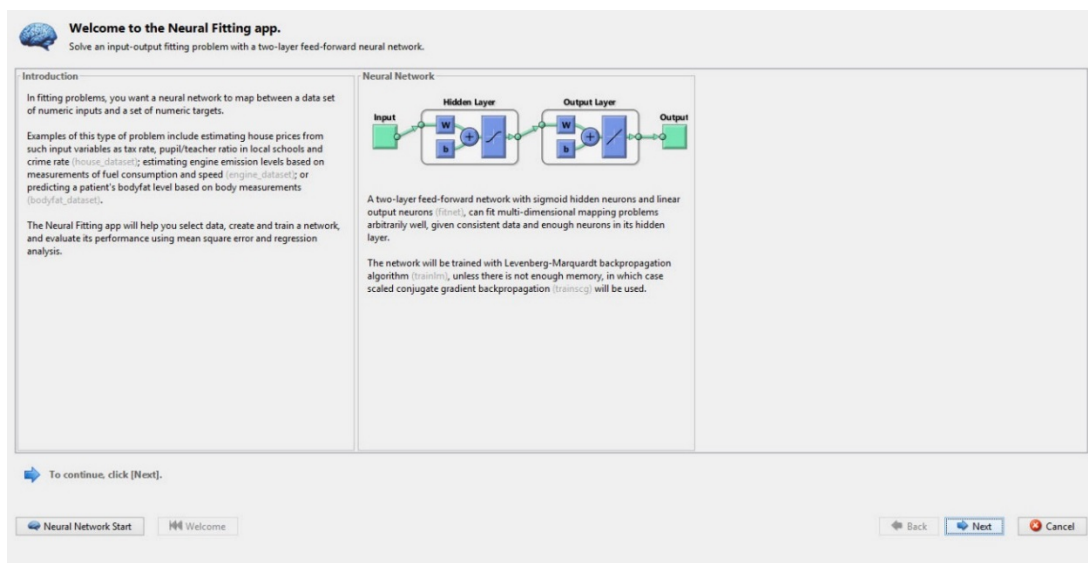 Welcome to the Neural Fitting app.
Solve an input-output fitting problem with a two-layer feed-forward neural network.
Introduction
In fitting problems, you want a neural network to map between a data set
of numeric inputs and a set of numeric targets.
Examples of this type of problem include estimating house prices from
such input variables as tax rate, pupil/teacher ratio in local schools and
crime rate (house_dataset); estimating engine emission levels based on
measurements of fuel consumption and speed (engine_dataset); or
predicting a patient's bodyfat level based on body measurements
(bodyfat_dataset).
The Neural Fitting app will help you select data, create and train a network,
and evaluate its performance using mean square error and regression
analysis.
Neural Network
Hidden Layer
Output Layer
Input
Output
W
W
b
b
A two-layer feed-forward network with sigmoid hidden neurons and linear
output neurons (fitnet), can fit multi-dimensional mapping problems
arbitrarily well, given consistent data and enough neurons in its hidden
layer.
The network will be trained with Levenberg-Marquardt backpropagation
algorithm (trainlm), unless there is not enough memory, in which case
scaled conjugate gradient backpropagation (trainscg) will be used.
To continue, click [Next].
Neural Network Start
Welcome
Back
Next
Cancel